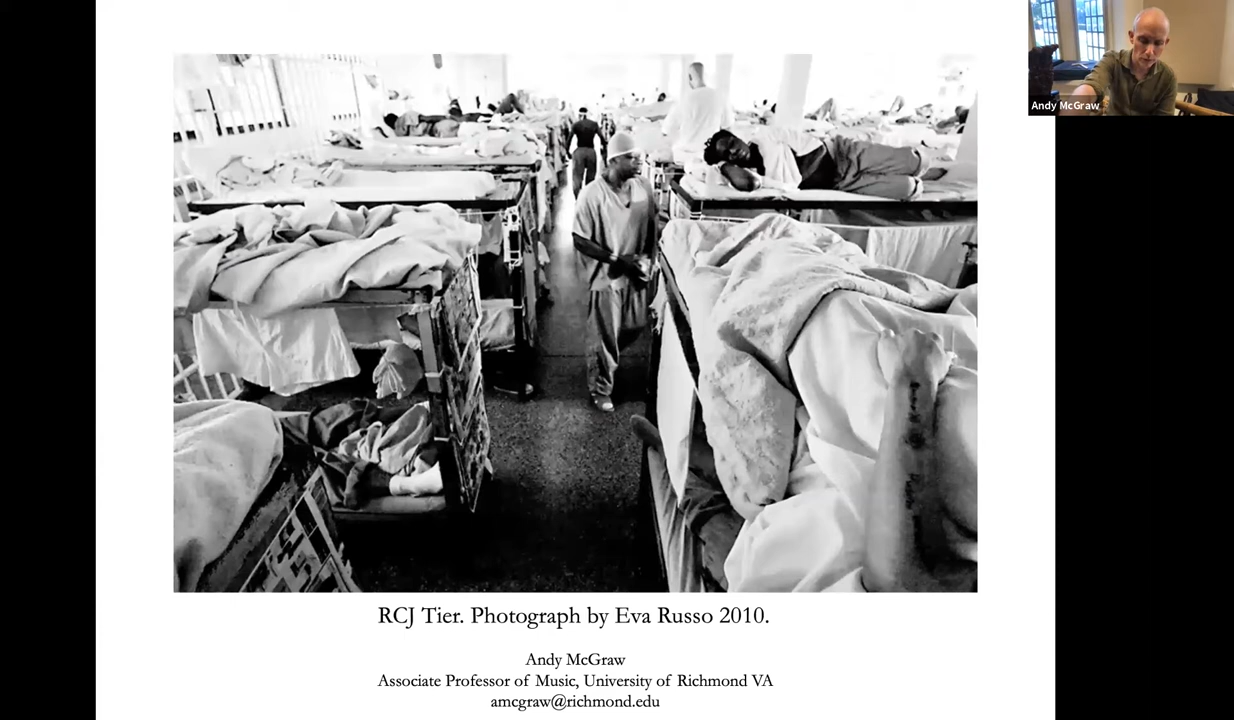 Andy McGraw
RCJ Tier. Photograph by Eva Russo 2010.
Andy McGraw
Associate Professor of Music, University of Richmond VA
amcgraw@richmond.edu